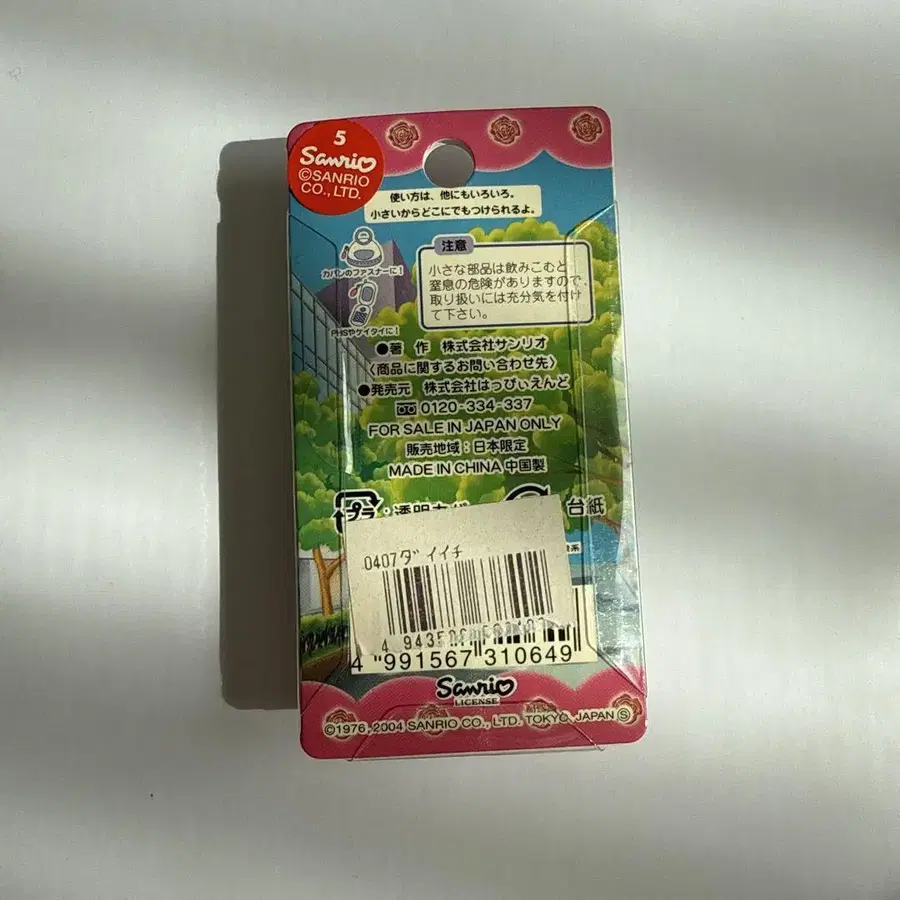 5
Sanrio
©SANRIO
CO., LTD.
使い方は、他にもいろいろ。
小さいからどこにでもつけられるよ。
カバンのファスナーに！
PHSやケイタイに！
注意
小さな部品は飲みこむと
窒息の危険がありますので、
取り扱いには充分気を付け
て下さい。
●著 作 株式会社サンリオ
〈商品に関するお問い合わせ先〉
●発売元 株式会社はっぴぃえんど
0120-334-337
FOR SALE IN JAPAN ONLY
販売地域：日本限定
MADE IN CHINA 中国製
プラ
台紙
0407ダイイチ
4 991567 310649
Sanrio
LICENSE
©1976, 2004 SANRIO CO., LTD. TOKYO, JAPAN Ⓢ